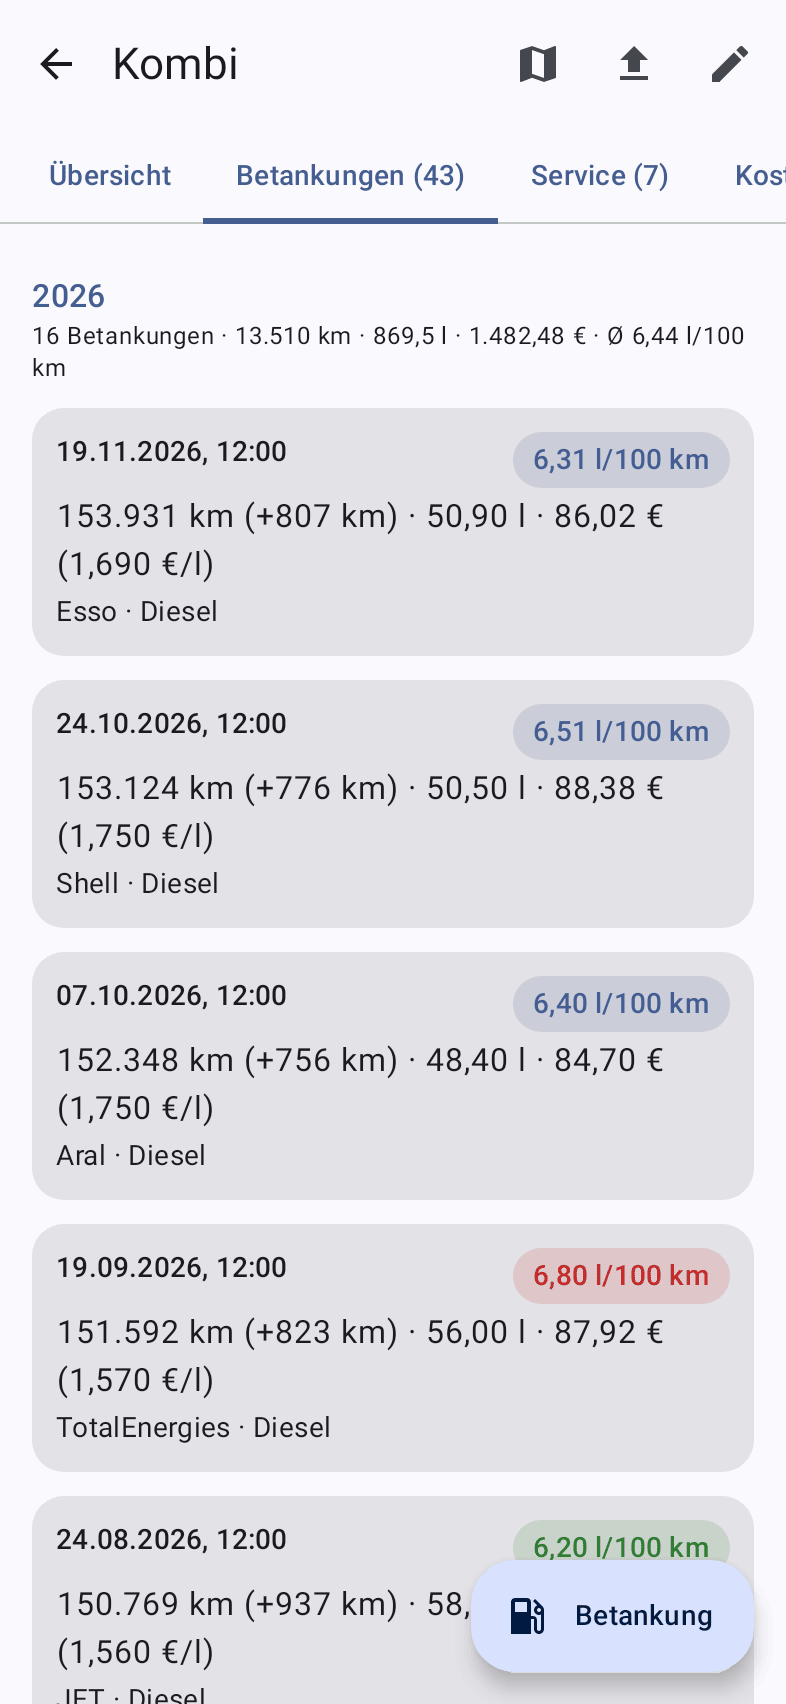 Kombi
Übersicht
Betankungen (43)
Service (7)
Kost
2026
16 Betankungen · 13.510 km · 869,5 l · 1.482,48 € · Ø 6,44 l/100
km
19.11.2026, 12:00
6,31 l/100 km
153.931 km (+807 km) · 50,90 l · 86,02 €
(1,690 €/l)
Esso · Diesel
24.10.2026, 12:00
6,51 l/100 km
153.124 km (+776 km) · 50,50 l · 88,38 €
(1,750 €/l)
Shell · Diesel
07.10.2026, 12:00
6,40 l/100 km
152.348 km (+756 km) · 48,40 l · 84,70 €
(1,750 €/l)
Aral · Diesel
19.09.2026, 12:00
6,80 l/100 km
151.592 km (+823 km) · 56,00 l · 87,92 €
(1,570 €/l)
TotalEnergies · Diesel
24.08.2026, 12:00
6,20 l/100 km
150.769 km (+937 km) · 58,
(1,560 €/l)
JET · Diesel
Betankung